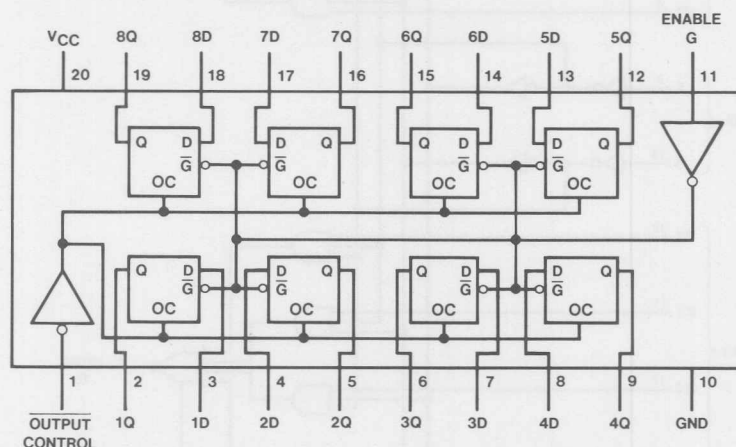 ENABLE
VCC 8Q 8D 7D 7Q 6Q 6D 5D 5Q G
20 19 18 17 16 15 14 13 12 11
Q D D Q Q D D Q
G G G G
OC OC OC OC
Q D D Q Q D D Q
G G G G
OC OC OC OC
1 2 3 4 5 6 7 8 9 10
OUTPUT 1Q 1D 2D 2Q 3Q 3D 4D 4Q GND
CONTROL